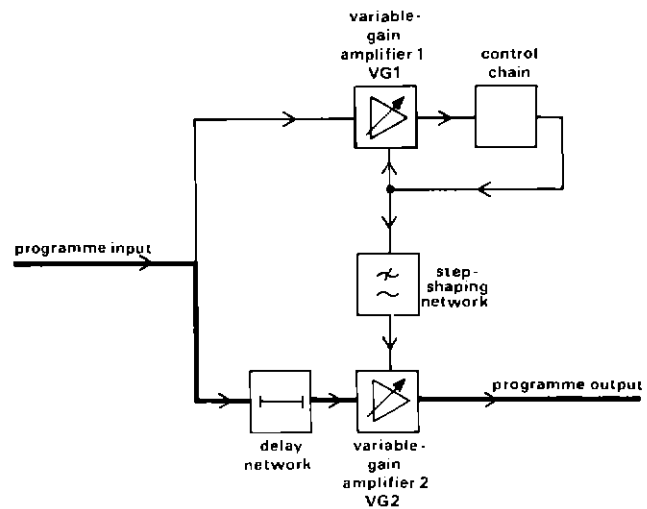 variable-
gain
amplifier 1
VG1
control
chain
programme input
step-
shaping
network
programme output
delay
network
variable-
gain
amplifier 2
VG2